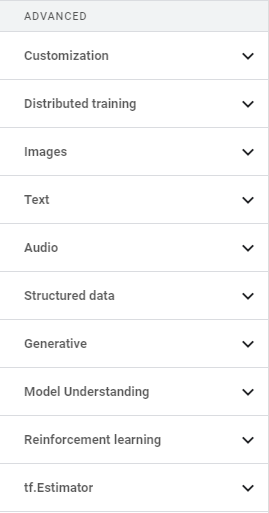 ADVANCED
Customization
Distributed training
Images
Text
Audio
Structured data
Generative
Model Understanding
Reinforcement learning
tf.Estimator